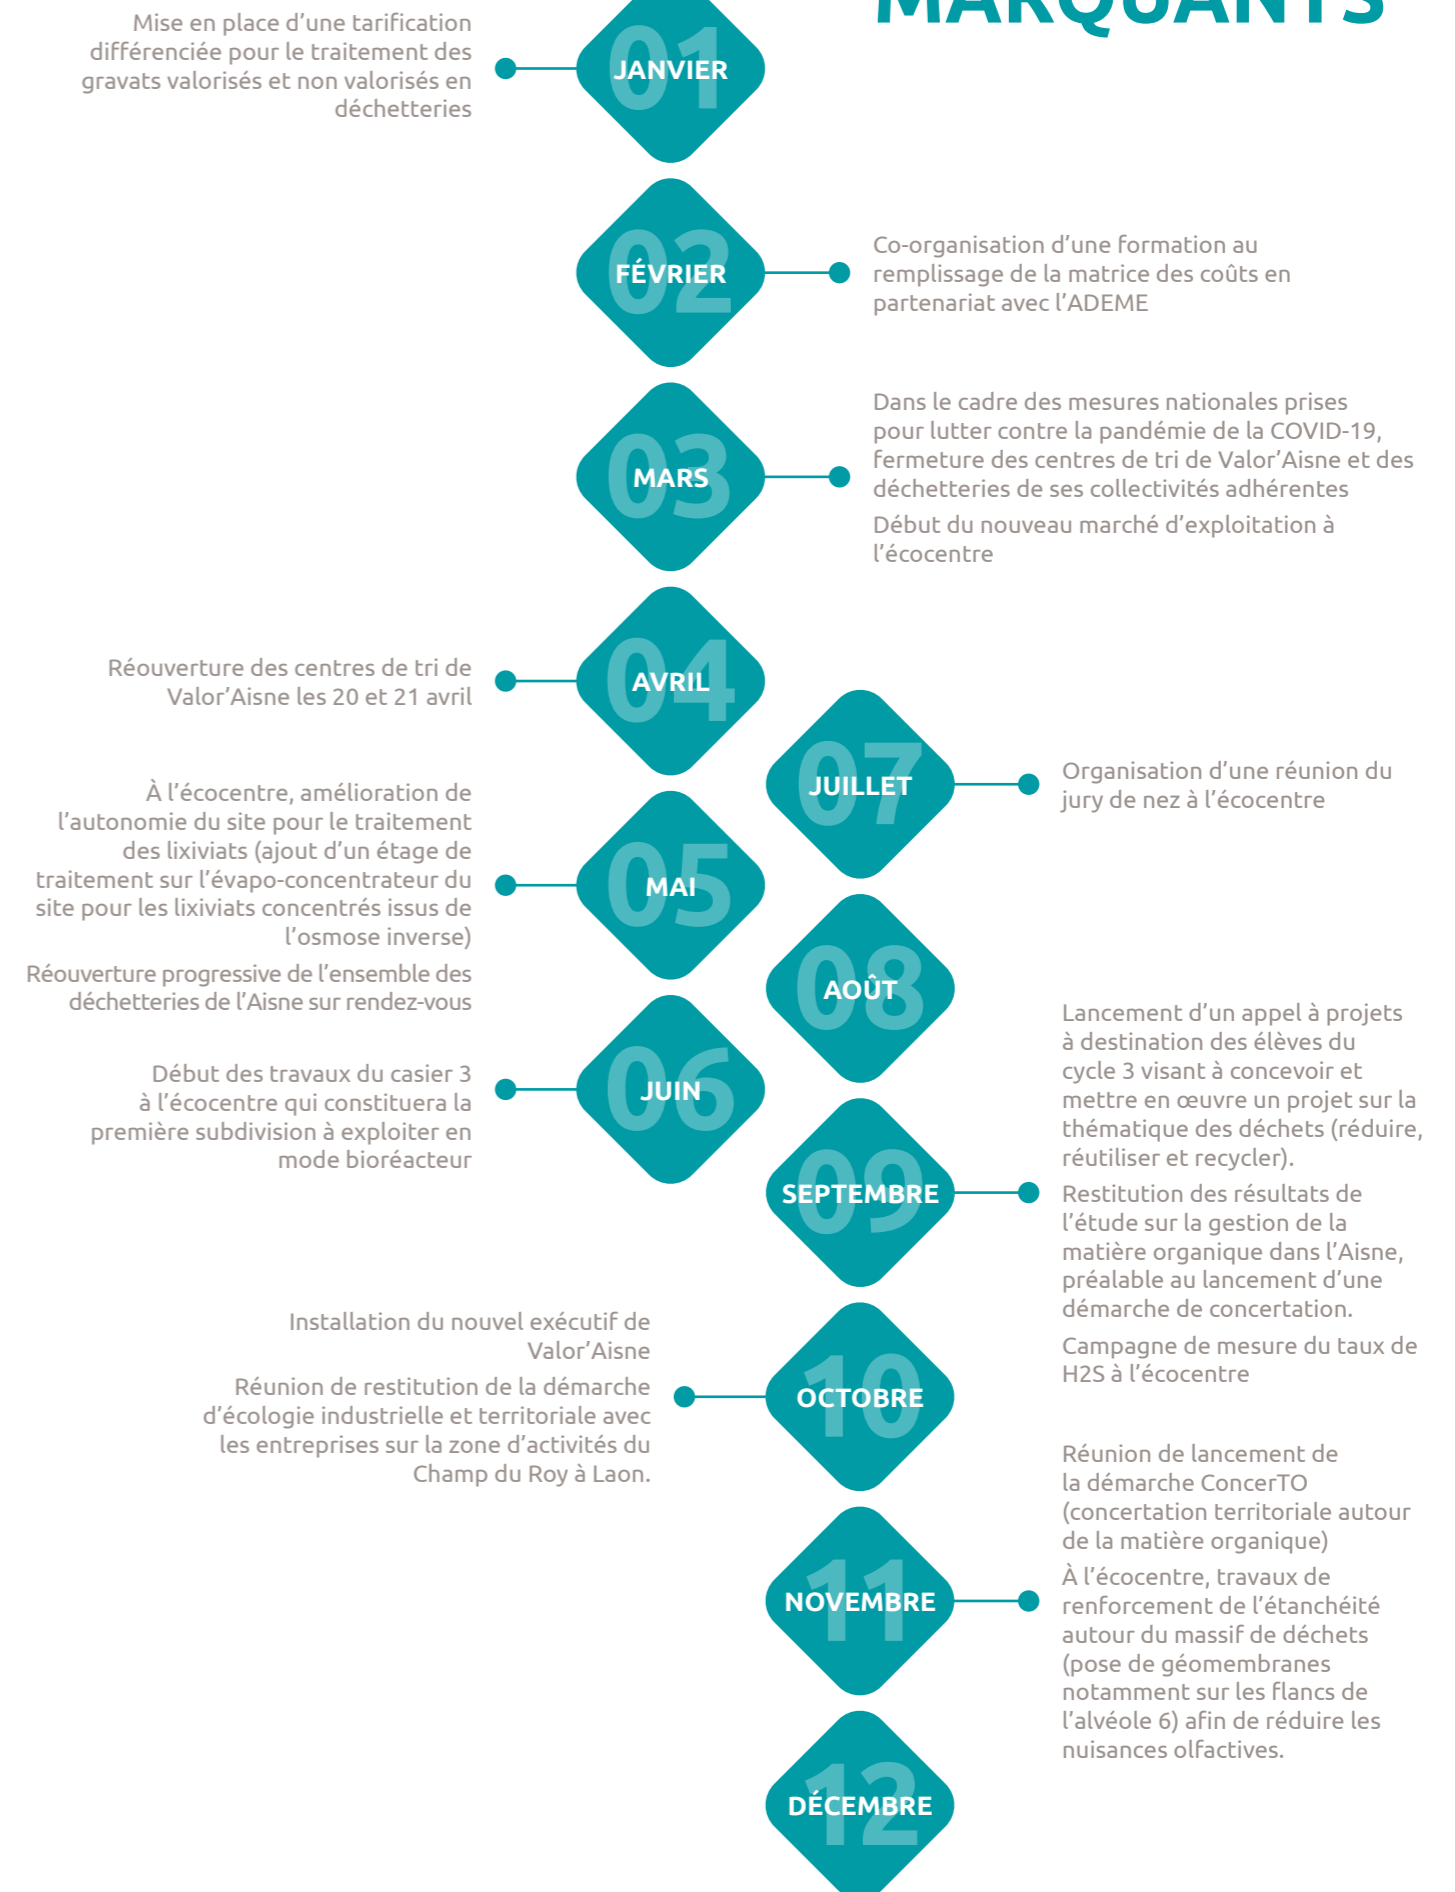 MARQUANTS
Mise en place d’une tarification
différenciée pour le traitement des
gravats valorisés et non valorisés en
déchetteries
01
JANVIER
02
FÉVRIER
Co-organisation d’une formation au
remplissage de la matrice des coûts en
partenariat avec l’ADEME
03
MARS
Dans le cadre des mesures nationales prises
pour lutter contre la pandémie de la COVID-19,
fermeture des centres de tri de Valor’Aisne et des
déchetteries de ses collectivités adhérentes
Début du nouveau marché d’exploitation à
l’écocentre
Réouverture des centres de tri de
Valor’Aisne les 20 et 21 avril
04
AVRIL
À l’écocentre, amélioration de
l’autonomie du site pour le traitement
des lixiviats (ajout d’un étage de
traitement sur l’évapo-concentrateur du
site pour les lixiviats concentrés issus de
l’osmose inverse)
Réouverture progressive de l’ensemble des
déchetteries de l’Aisne sur rendez-vous
05
MAI
Début des travaux du casier 3
à l’écocentre qui constituera la
première subdivision à exploiter en
mode bioréacteur
06
JUIN
07
JUILLET
Organisation d’une réunion du
jury de nez à l’écocentre
08
AOÛT
09
SEPTEMBRE
Lancement d’un appel à projets
à destination des élèves du
cycle 3 visant à concevoir et
mettre en œuvre un projet sur la
thématique des déchets (réduire,
réutiliser et recycler).
Restitution des résultats de
l’étude sur la gestion de la
matière organique dans l’Aisne,
préalable au lancement d’une
démarche de concertation.
Campagne de mesure du taux de
H2S à l’écocentre
Installation du nouvel exécutif de
Valor’Aisne
Réunion de restitution de la démarche
d’écologie industrielle et territoriale avec
les entreprises sur la zone d’activités du
Champ du Roy à Laon.
10
OCTOBRE
11
NOVEMBRE
Réunion de lancement de
la démarche ConcerTO
(concertation territoriale autour
de la matière organique)
À l’écocentre, travaux de
renforcement de l’étanchéité
autour du massif de déchets
(pose de géomembranes
notamment sur les flancs de
l’alvéole 6) afin de réduire les
nuisances olfactives.
12
DÉCEMBRE